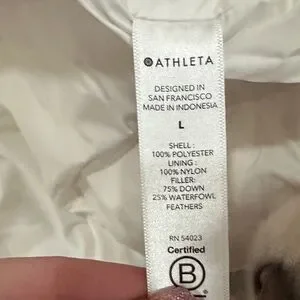 ATHLETA
DESIGNED IN
SAN FRANCISCO
MADE IN INDONESIA
L
SHELL :
100% POLYESTER
LINING :
100% NYLON
FILLER:
75% DOWN
25% WATERFOWL
FEATHERS
RN 54023
Certified
B